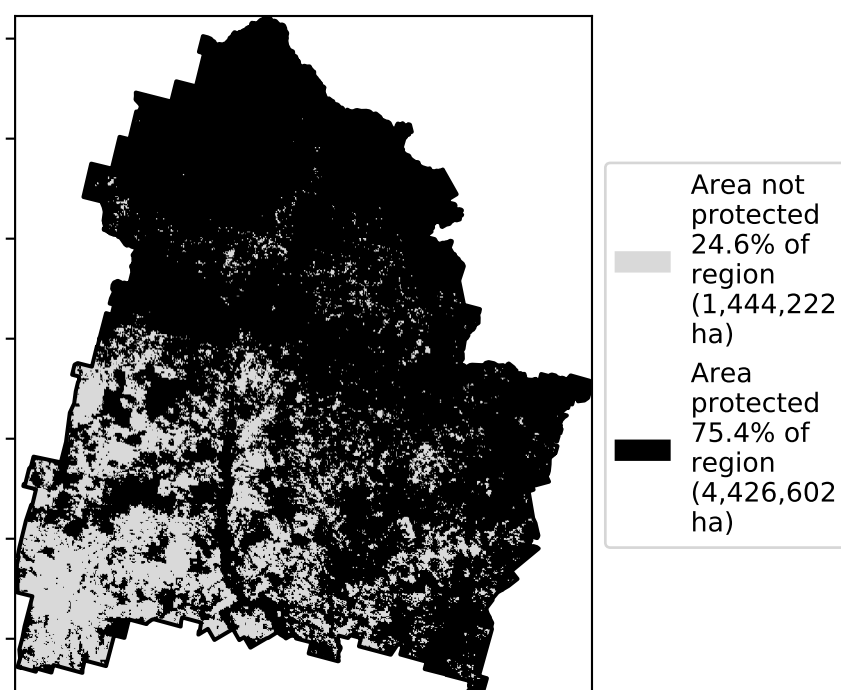 Area not
protected
24.6% of
region
(1,444,222
ha)
Area
protected
75.4% of
region
(4,426,602
ha)